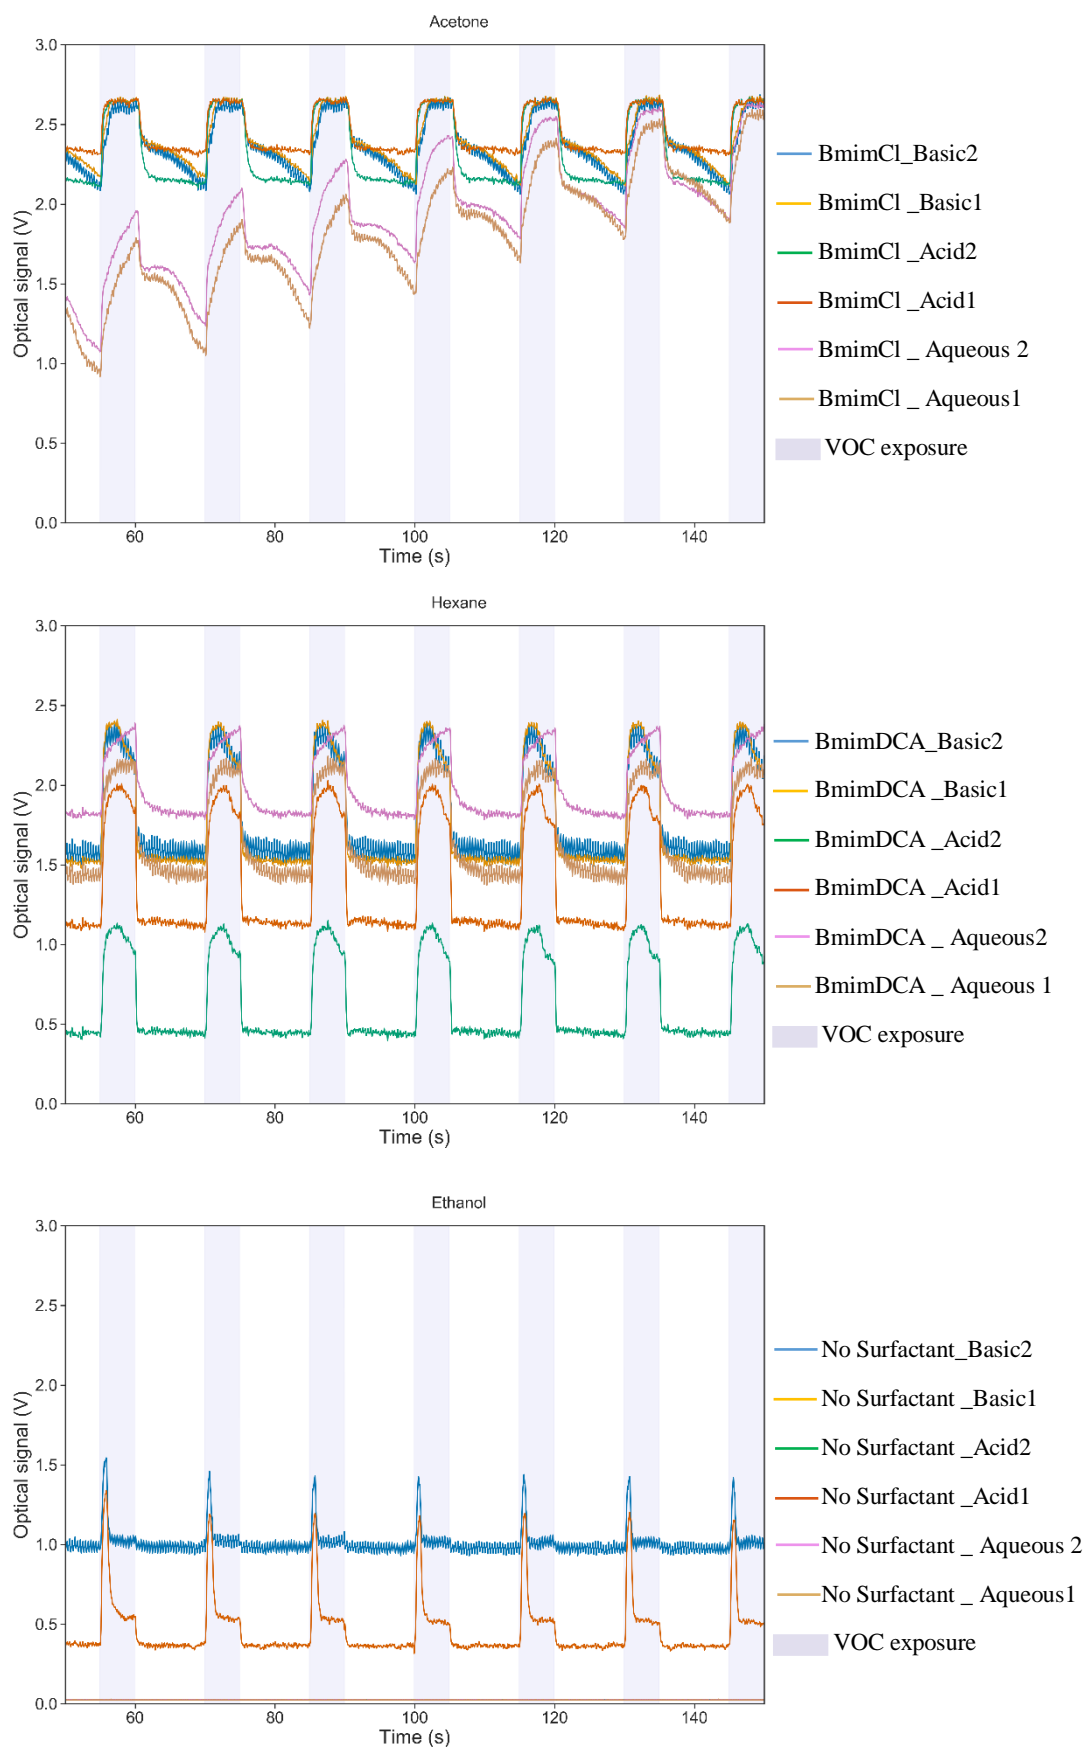 Acetone
3.0
2.5
2.0
1.5
1.0
0.5
0.0
Optical signal (V)
60
80
100
120
140
Time (s)
BmimCl_Basic2
BmimCl _Basic1
BmimCl _Acid2
BmimCl _Acid1
BmimCl _ Aqueous 2
BmimCl _ Aqueous1
VOC exposure
Hexane
3.0
2.5
2.0
1.5
1.0
0.5
0.0
Optical signal (V)
60
80
100
120
140
Time (s)
BmimDCA_Basic2
BmimDCA _Basic1
BmimDCA _Acid2
BmimDCA _Acid1
BmimDCA _ Aqueous2
BmimDCA _ Aqueous 1
VOC exposure
Ethanol
3.0
2.5
2.0
1.5
1.0
0.5
0.0
Optical signal (V)
60
80
100
120
140
Time (s)
No Surfactant_Basic2
No Surfactant _Basic1
No Surfactant _Acid2
No Surfactant _Acid1
No Surfactant _ Aqueous 2
No Surfactant _ Aqueous1
VOC exposure